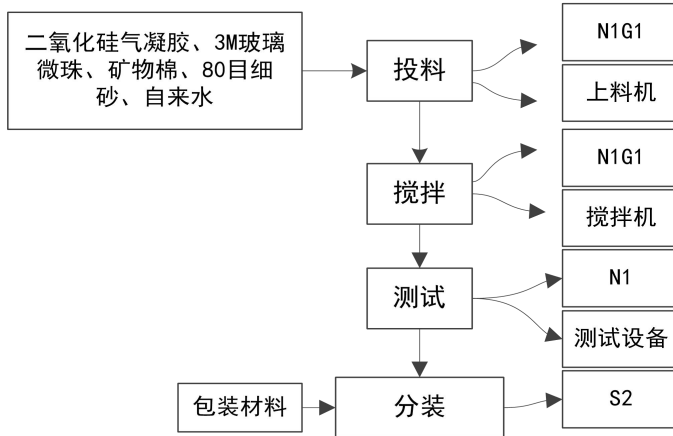 二氧化硅气凝胶、3M玻璃
微珠、矿物棉、80目细
砂、自来水
投料
N1G1
上料机
搅拌
N1G1
搅拌机
测试
N1
测试设备
包装材料
分装
S2